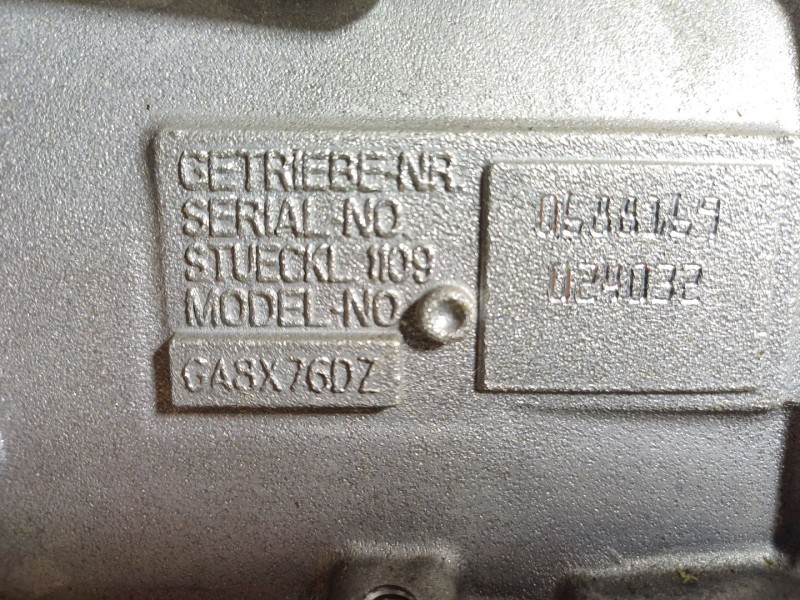 GETRIEBE-NR.
SERIAL-NO.
STUECKL. 1109
MODEL-NO.
GA8X76DZ
024032